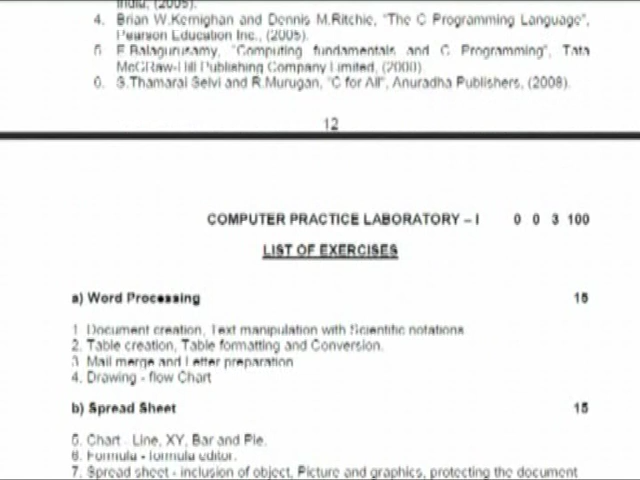 India, (2005).
4. Brian W.Kernighan and Dennis M.Ritchie, "The C Programming Language",
Pearson Education Inc., (2005).
5 E.Balagurusamy, "Computing fundamentals and C Programming", Tata
McGRaw-Hill Publishing Company Limited, (2008).
6. S.Thamarai Selvi and R.Murugan, "C for All", Anuradha Publishers, (2008).
12
COMPUTER PRACTICE LABORATORY – I 0 0 3 100
LIST OF EXERCISES
a) Word Processing 15
1 Document creation, Text manipulation with Scientific notations
2. Table creation, Table formatting and Conversion.
3 Mail merge and Letter preparation
4. Drawing - flow Chart
b) Spread Sheet 15
5. Chart - Line, XY, Bar and Pie.
6. Formula - formula editor.
7. Spread sheet - inclusion of object, Picture and graphics, protecting the document